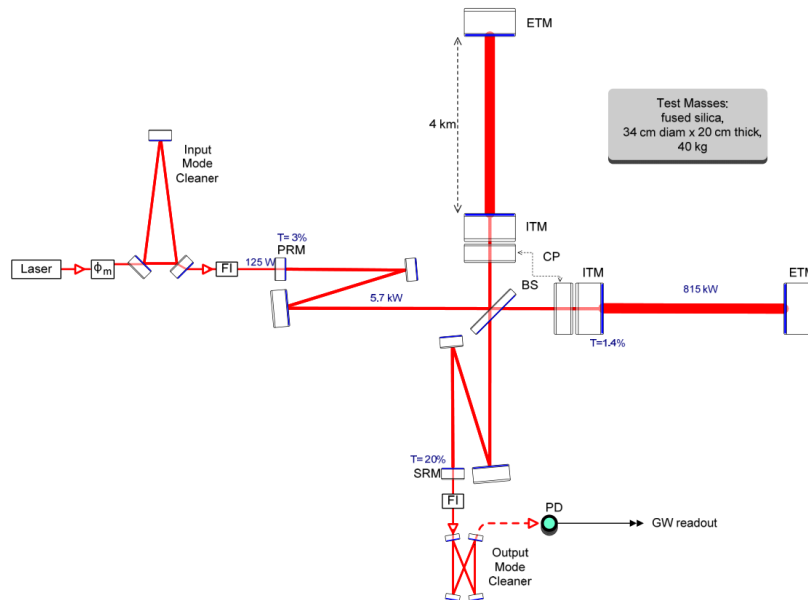 ETM
4 km
Test Masses:
fused silica,
34 cm diam x 20 cm thick,
40 kg
Input
Mode
Cleaner
ITM
T= 3%
PRM
CP
Laser
ϕm
FI
125 W
ITM
ETM
BS
5.7 kW
815 kW
T=1.4%
T= 20%
SRM
FI
PD
GW readout
Output
Mode
Cleaner